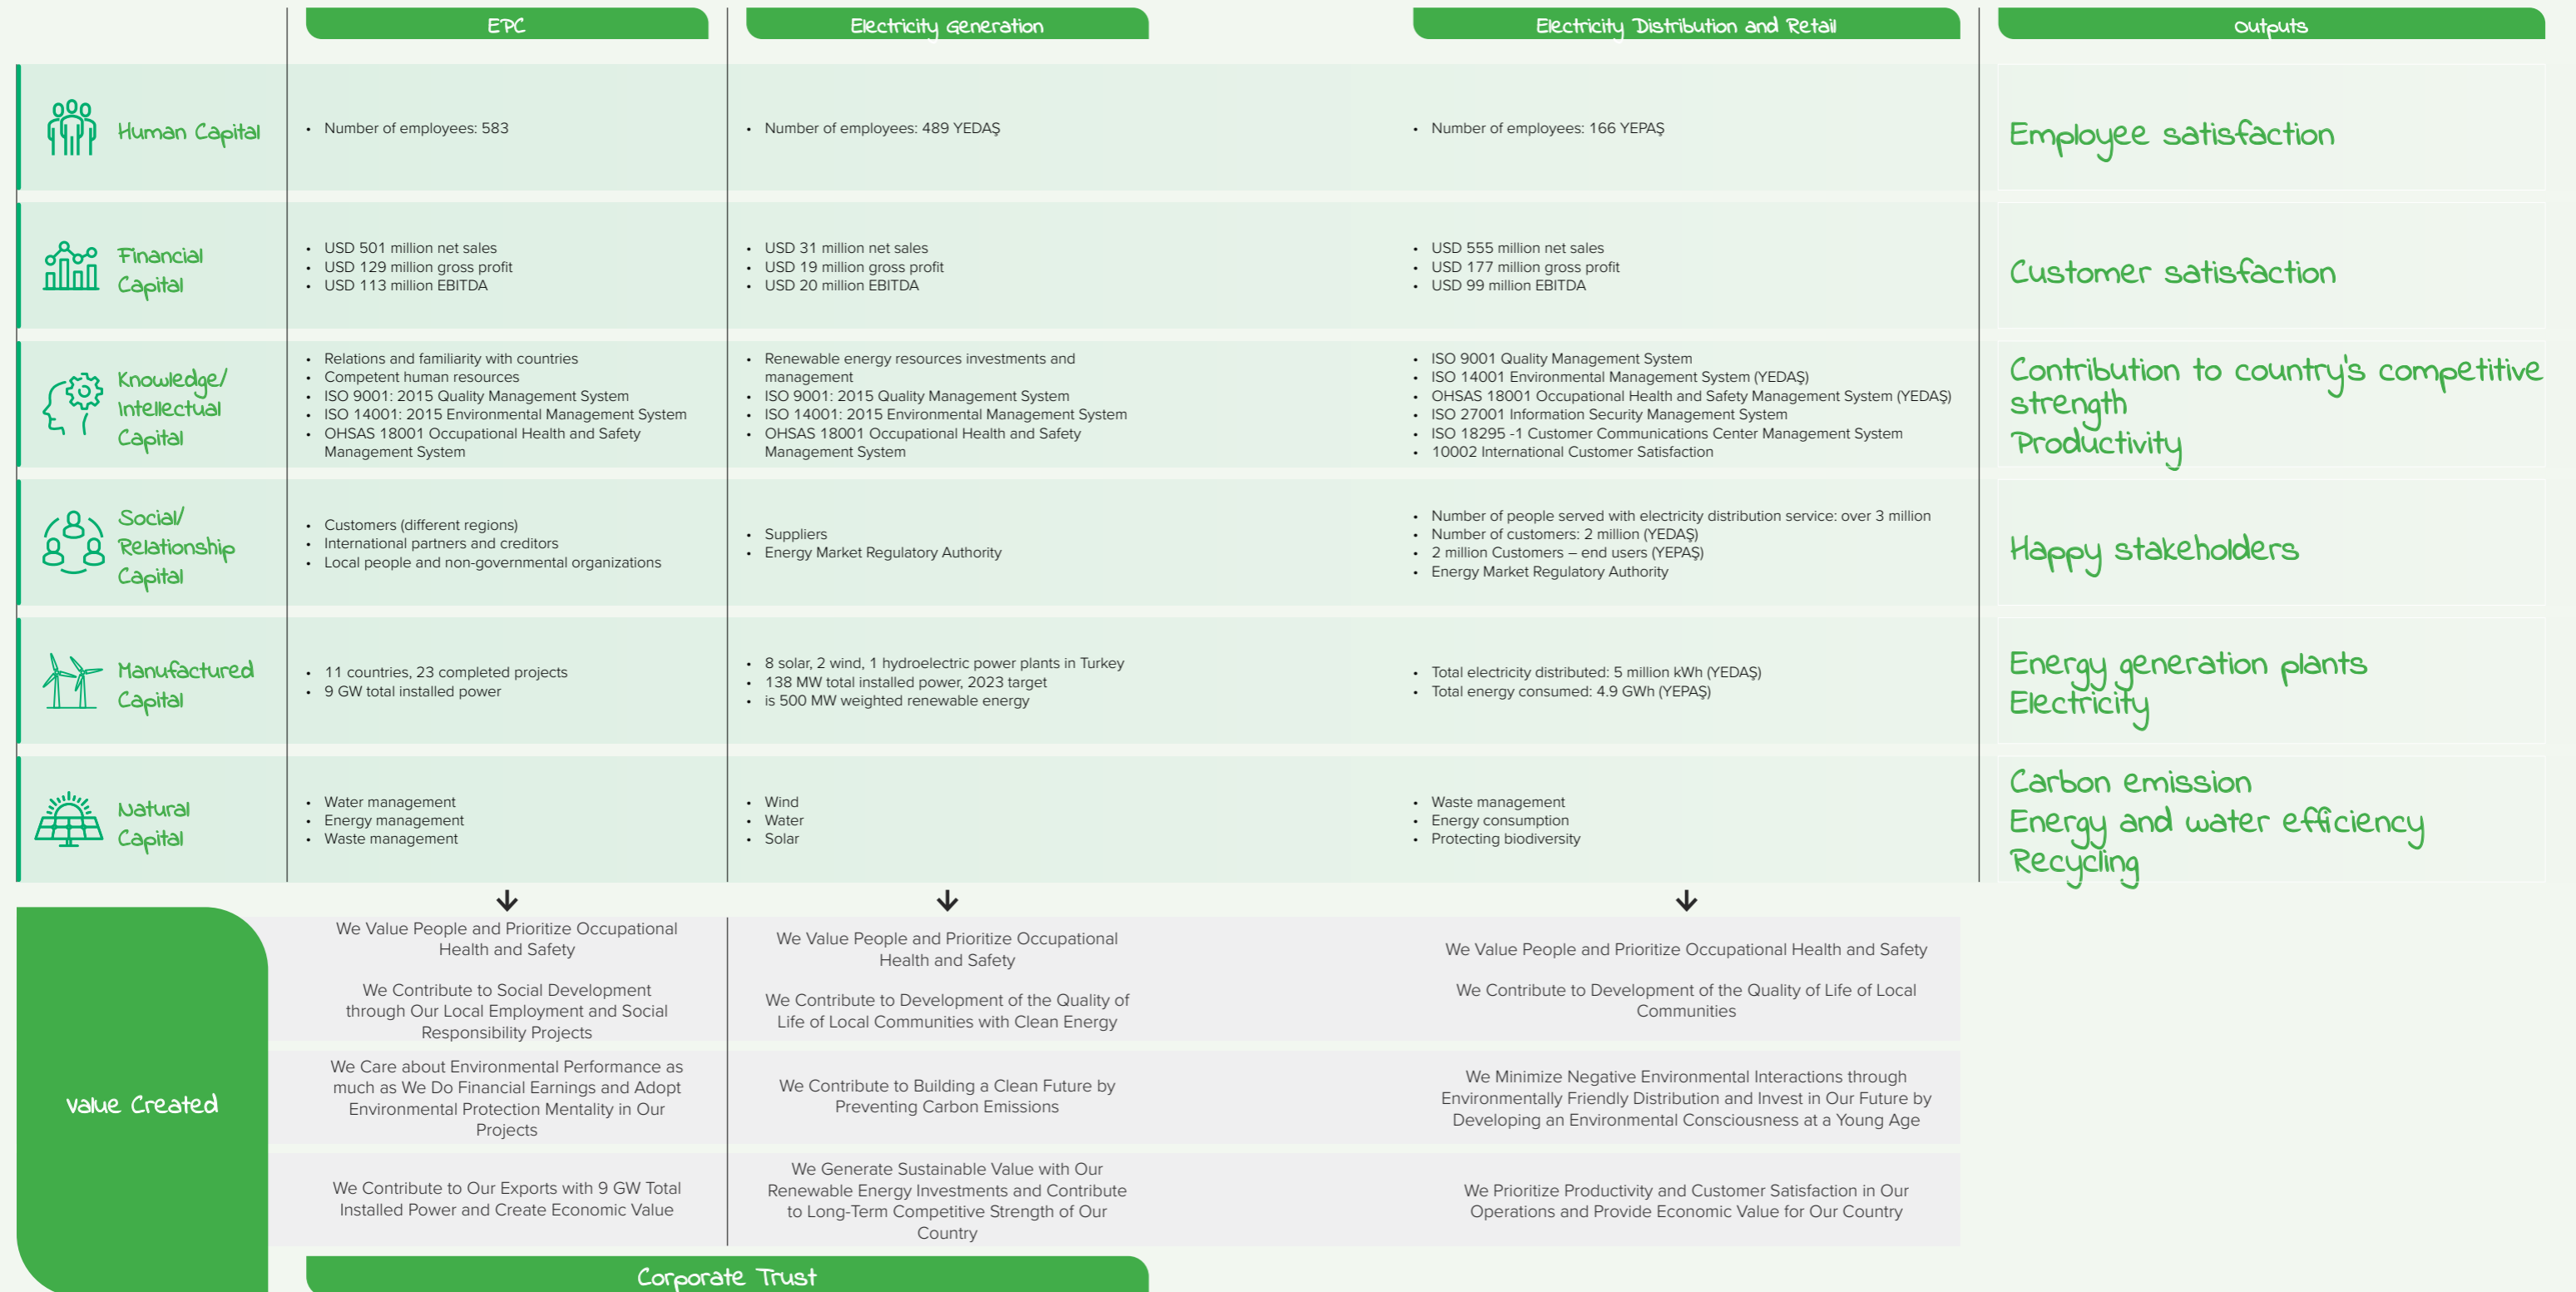 EPC
Electricity Generation
Electricity Distribution and Retail
Outputs
Human Capital
• Number of employees: 583
• Number of employees: 489 YEDAŞ
• Number of employees: 166 YEPAŞ
Employee satisfaction
Financial
Capital
• USD 501 million net sales
• USD 129 million gross profit
• USD 113 million EBITDA
• USD 31 million net sales
• USD 19 million gross profit
• USD 20 million EBITDA
• USD 555 million net sales
• USD 177 million gross profit
• USD 99 million EBITDA
Customer satisfaction
Knowledge/
Intellectual
Capital
• Relations and familiarity with countries
• Competent human resources
• ISO 9001: 2015 Quality Management System
• ISO 14001: 2015 Environmental Management System
• OHSAS 18001 Occupational Health and Safety
Management System
• Renewable energy resources investments and
management
• ISO 9001: 2015 Quality Management System
• ISO 14001: 2015 Environmental Management System
• OHSAS 18001 Occupational Health and Safety
Management System
• ISO 9001 Quality Management System
• ISO 14001 Environmental Management System (YEDAŞ)
• OHSAS 18001 Occupational Health and Safety Management System (YEDAŞ)
• ISO 27001 Information Security Management System
• ISO 18295 -1 Customer Communications Center Management System
• 10002 International Customer Satisfaction
Contribution to country's competitive
strength
Productivity
Social/
Relationship
Capital
• Customers (different regions)
• International partners and creditors
• Local people and non-governmental organizations
• Suppliers
• Energy Market Regulatory Authority
• Number of people served with electricity distribution service: over 3 million
• Number of customers: 2 million (YEDAŞ)
• 2 million Customers – end users (YEPAŞ)
• Energy Market Regulatory Authority
Happy stakeholders
Manufactured
Capital
• 11 countries, 23 completed projects
• 9 GW total installed power
• 8 solar, 2 wind, 1 hydroelectric power plants in Turkey
• 138 MW total installed power, 2023 target
• is 500 MW weighted renewable energy
• Total electricity distributed: 5 million kWh (YEDAŞ)
• Total energy consumed: 4.9 GWh (YEPAŞ)
Energy generation plants
Electricity
Natural
Capital
• Water management
• Energy management
• Waste management
• Wind
• Water
• Solar
• Waste management
• Energy consumption
• Protecting biodiversity
Carbon emission
Energy and water efficiency
Recycling
Value Created
We Value People and Prioritize Occupational
Health and Safety
We Contribute to Social Development
through Our Local Employment and Social
Responsibility Projects
We Value People and Prioritize Occupational
Health and Safety
We Contribute to Development of the Quality of
Life of Local Communities with Clean Energy
We Value People and Prioritize Occupational Health and Safety
We Contribute to Development of the Quality of Life of Local
Communities
We Care about Environmental Performance as
much as We Do Financial Earnings and Adopt
Environmental Protection Mentality in Our
Projects
We Contribute to Building a Clean Future by
Preventing Carbon Emissions
We Minimize Negative Environmental Interactions through
Environmentally Friendly Distribution and Invest in Our Future by
Developing an Environmental Consciousness at a Young Age
We Contribute to Our Exports with 9 GW Total
Installed Power and Create Economic Value
We Generate Sustainable Value with Our
Renewable Energy Investments and Contribute
to Long-Term Competitive Strength of Our
Country
We Prioritize Productivity and Customer Satisfaction in Our
Operations and Provide Economic Value for Our Country
Corporate Trust